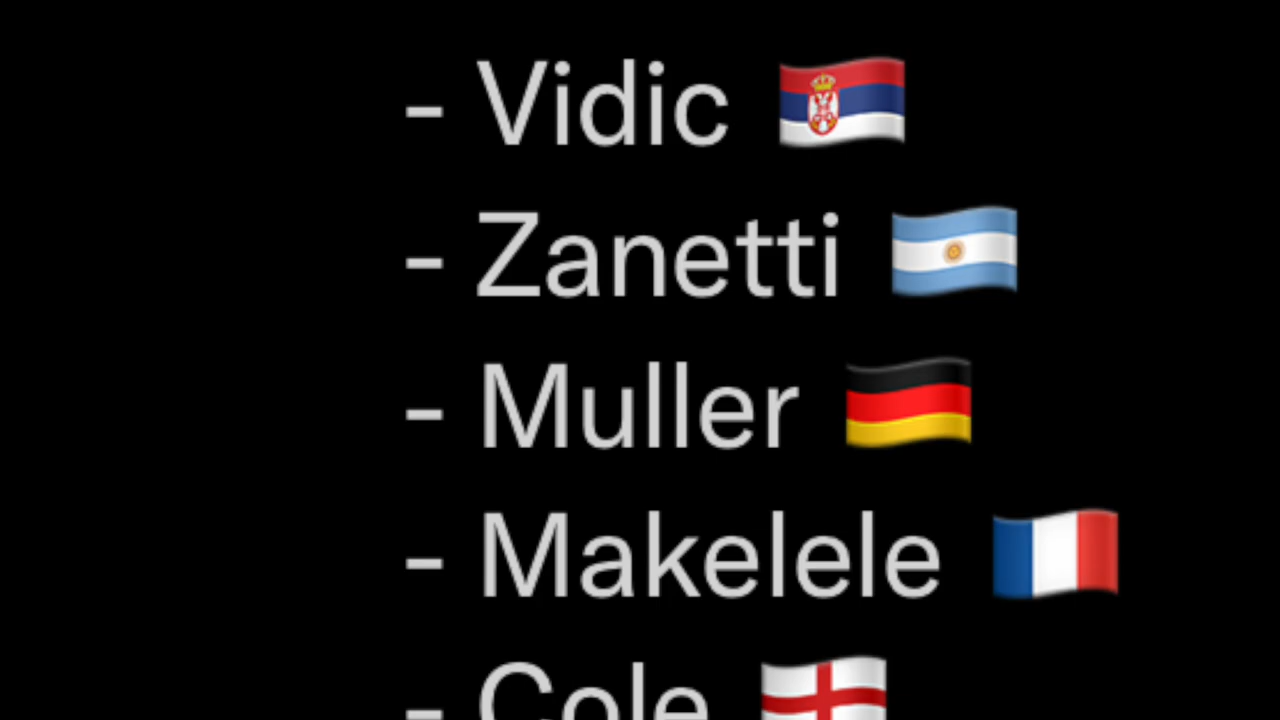 - Vidic 🇷🇸
- Zanetti 🇦🇷
- Muller 🇩🇪
- Makelele 🇫🇷
- Cole 🏴󠁧󠁢󠁥󠁮󠁧󠁿